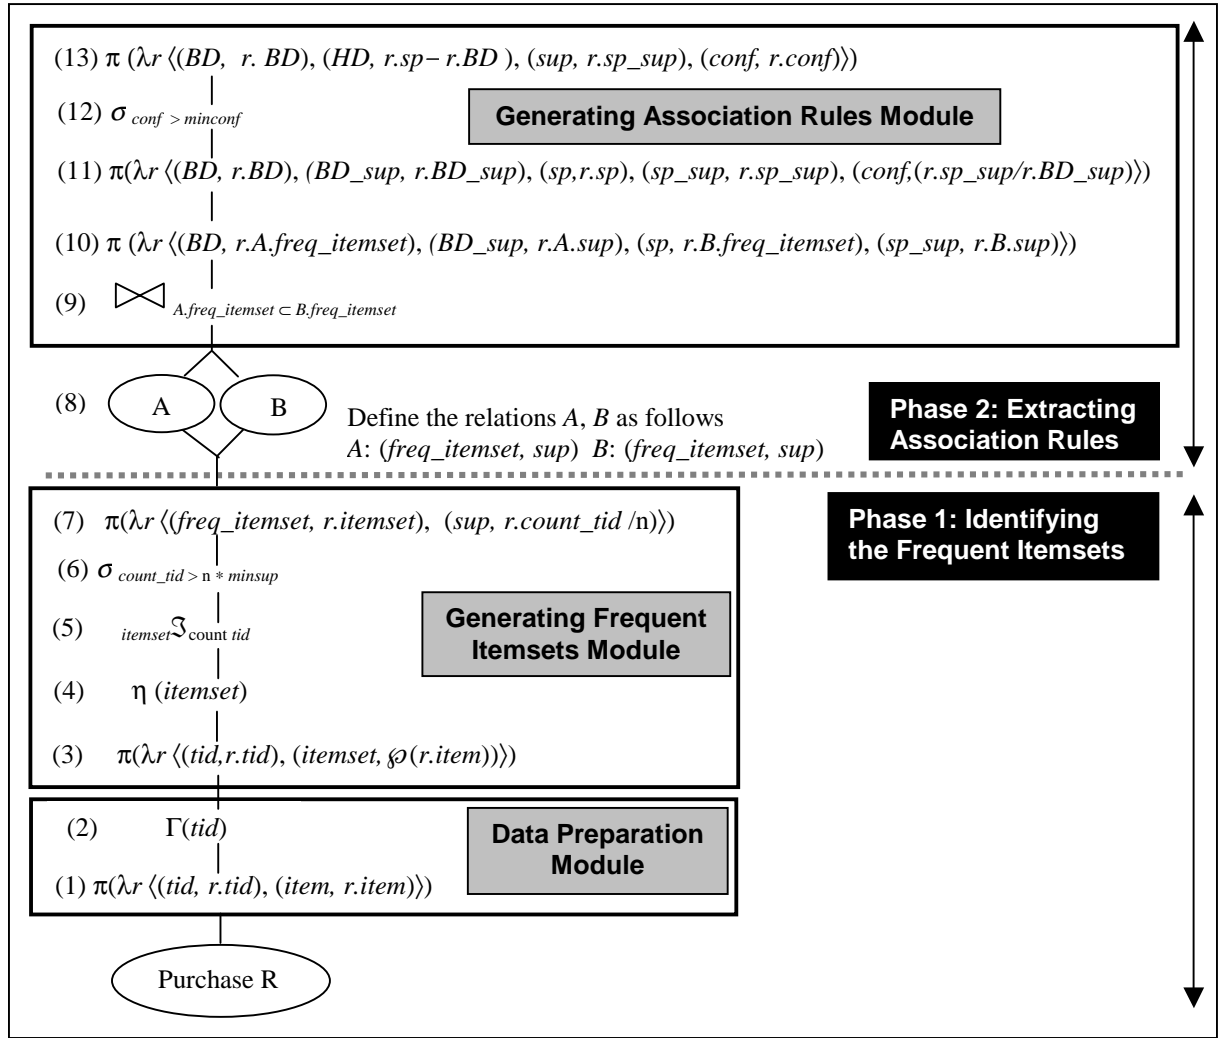 (13) π (λr ⟨(BD, r. BD), (HD, r.sp– r.BD ), (sup, r.sp_sup), (conf, r.conf)⟩)
(12) σ conf > minconf
Generating Association Rules Module
(11) π(λr ⟨(BD, r.BD), (BD_sup, r.BD_sup), (sp,r.sp), (sp_sup, r.sp_sup), (conf,(r.sp_sup/r.BD_sup)⟩)
(10) π (λr ⟨(BD, r.A.freq_itemset), (BD_sup, r.A.sup), (sp, r.B.freq_itemset), (sp_sup, r.B.sup)⟩)
(9) ⋈ A.freq_itemset ⊂ B.freq_itemset
(8) A B
Define the relations A, B as follows
A: (freq_itemset, sup) B: (freq_itemset, sup)
Phase 2: Extracting
Association Rules
(7) π(λr ⟨(freq_itemset, r.itemset), (sup, r.count_tid /n)⟩)
Phase 1: Identifying
the Frequent Itemsets
(6) σ count_tid > n * minsup
(5) itemset ℑ count tid
Generating Frequent
Itemsets Module
(4) η (itemset)
(3) π(λr ⟨(tid,r.tid), (itemset, ℘(r.item))⟩)
(2) Γ(tid)
Data Preparation
Module
(1) π(λr ⟨(tid, r.tid), (item, r.item)⟩)
Purchase R